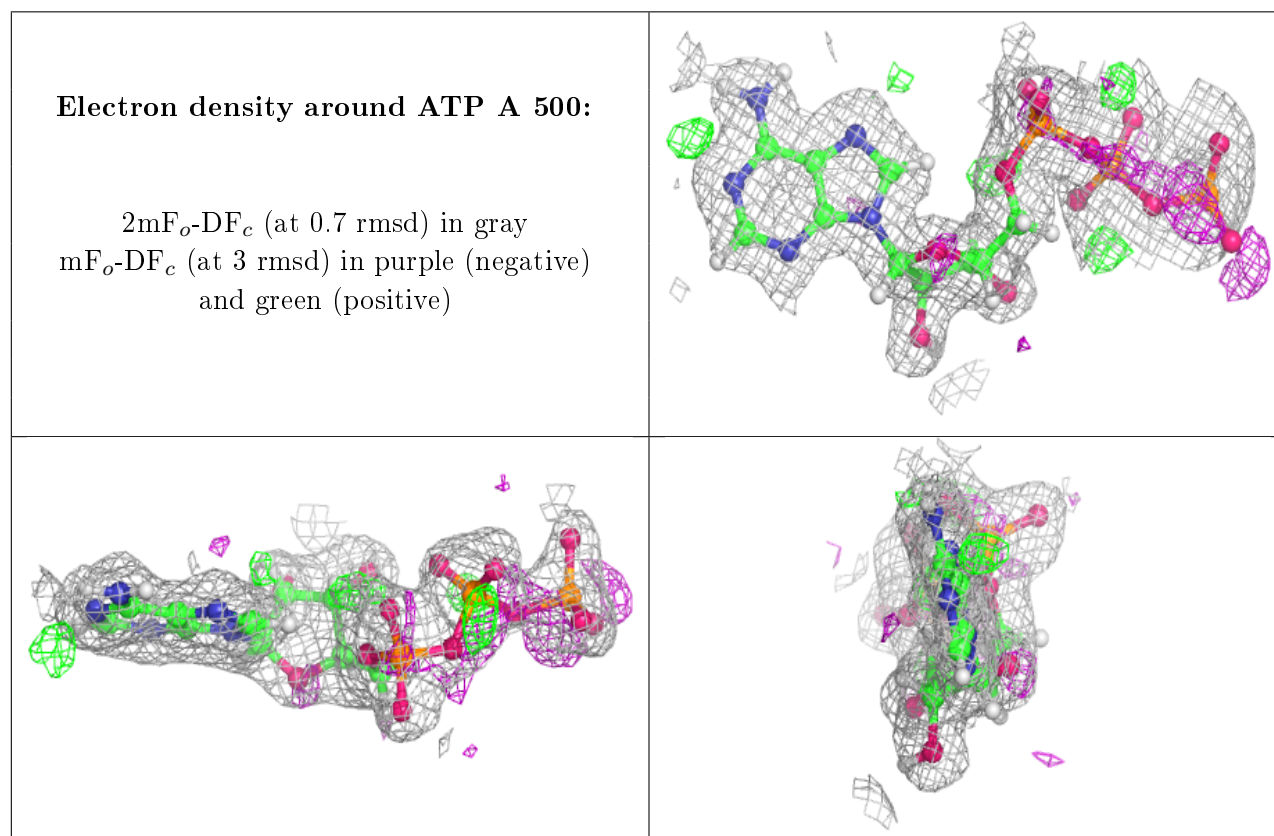 Electron density around ATP A 500:
2mFo-DFc (at 0.7 rmsd) in gray
mFo-DFc (at 3 rmsd) in purple (negative)
and green (positive)